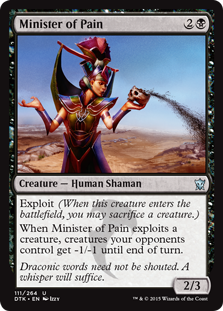 Minister of Pain 2
Creature — Human Shaman
Exploit (When this creature enters the
battlefield, you may sacrifice a creature.)
When Minister of Pain exploits a
creature, creatures your opponents
control get -1/-1 until end of turn.
Draconic words need not be shouted. A
whisper will suffice.
2/3
111/264 U
DTK • EN Izzy
™ & © 2015 Wizards of the Coast